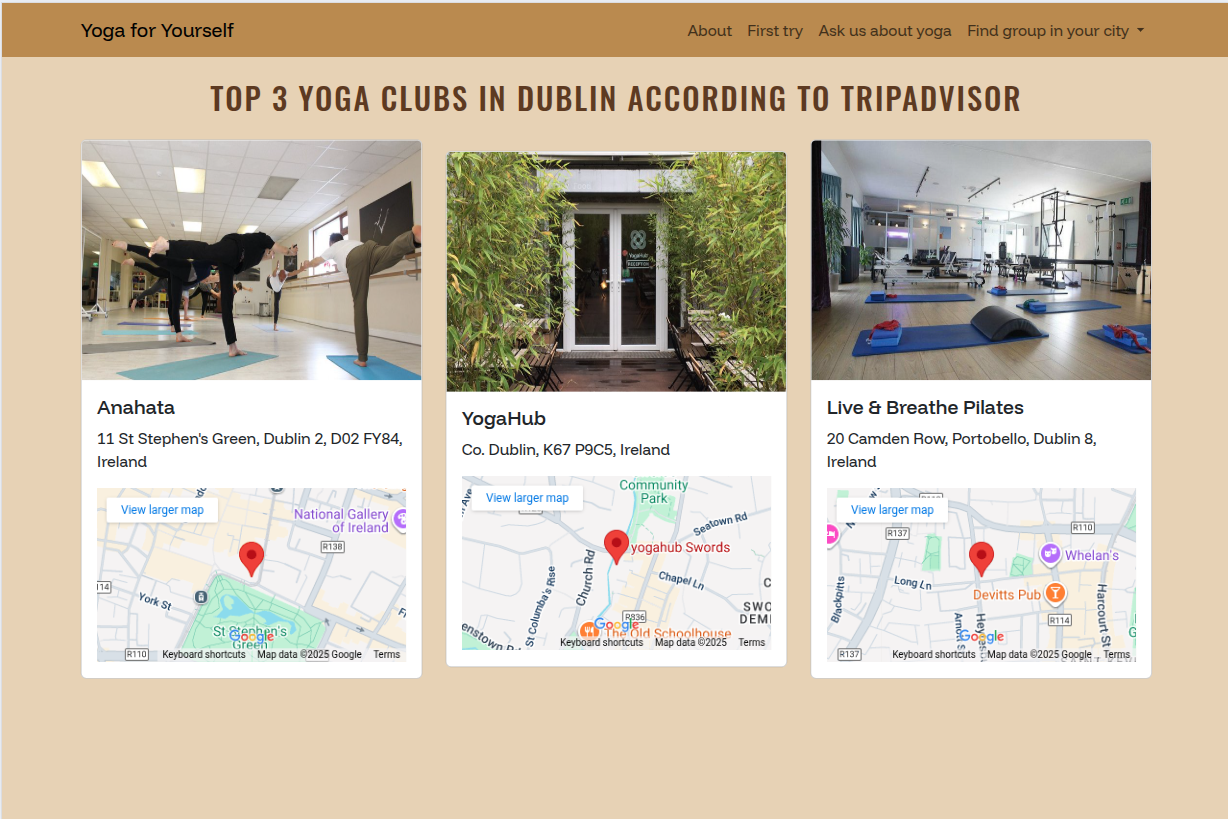 Yoga for Yourself
About First try Ask us about yoga Find group in your city
TOP 3 YOGA CLUBS IN DUBLIN ACCORDING TO TRIPADVISOR
YogaHub
RECEPTION
Anahata
11 St Stephen's Green, Dublin 2, D02 FY84,
Ireland
View larger map
National Gallery
of Ireland
R138
York St
St Stephen's
Green
Google
R110
Keyboard shortcuts Map data ©2025 Google Terms
YogaHub
Co. Dublin, K67 P9C5, Ireland
View larger map
Community
Park
Seatown Rd
yogahub Swords
Church Rd
Chapel Ln
St Columba's Rise
R836
Google
The Old Schoolhouse
Keyboard shortcuts Map data ©2025 Terms
Live & Breathe Pilates
20 Camden Row, Portobello, Dublin 8,
Ireland
View larger map
R110
R137
Whelan's
Long Ln
Blackpitts
Devitts Pub
Harcourt St
R114
Google
R137
Keyboard shortcuts Map data ©2025 Google Terms